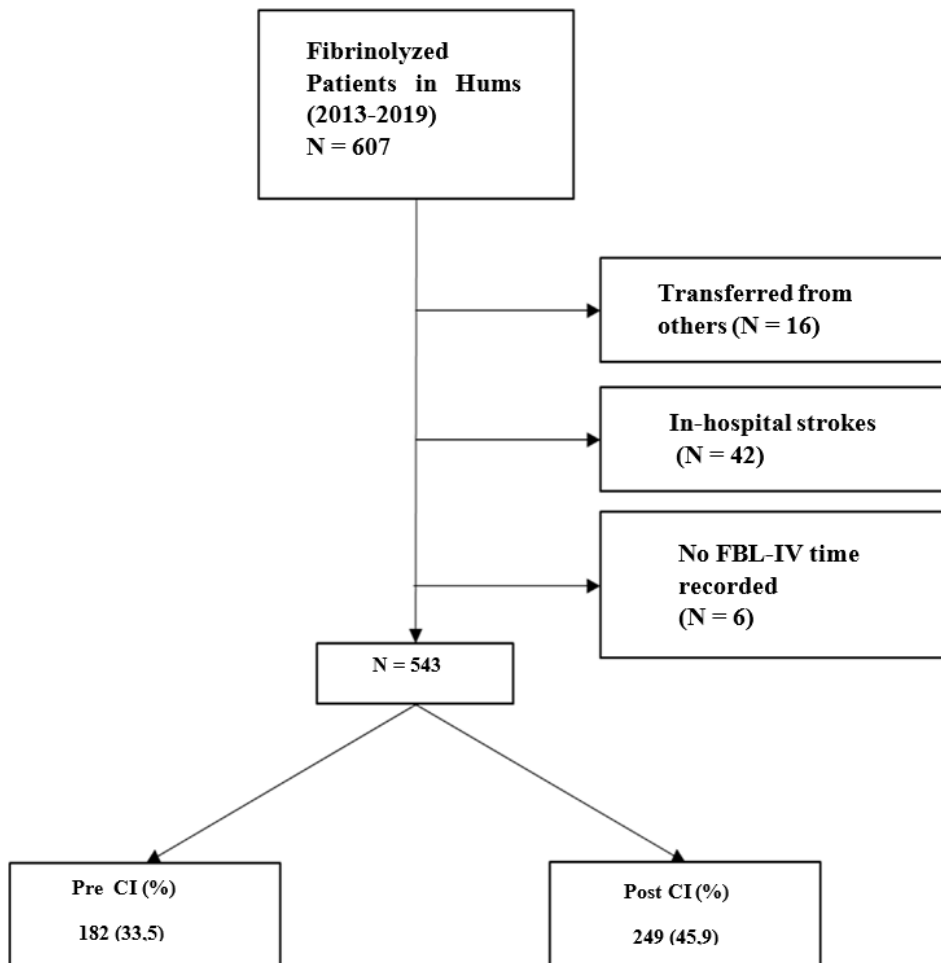 Fibrinolyzed
Patients in Hums
(2013-2019)
N = 607
Transferred from
others (N = 16)
In-hospital strokes
(N = 42)
No FBL-IV time
recorded
(N = 6)
N = 543
Pre CI (%)
182 (33,5)
Post CI (%)
249 (45,9)